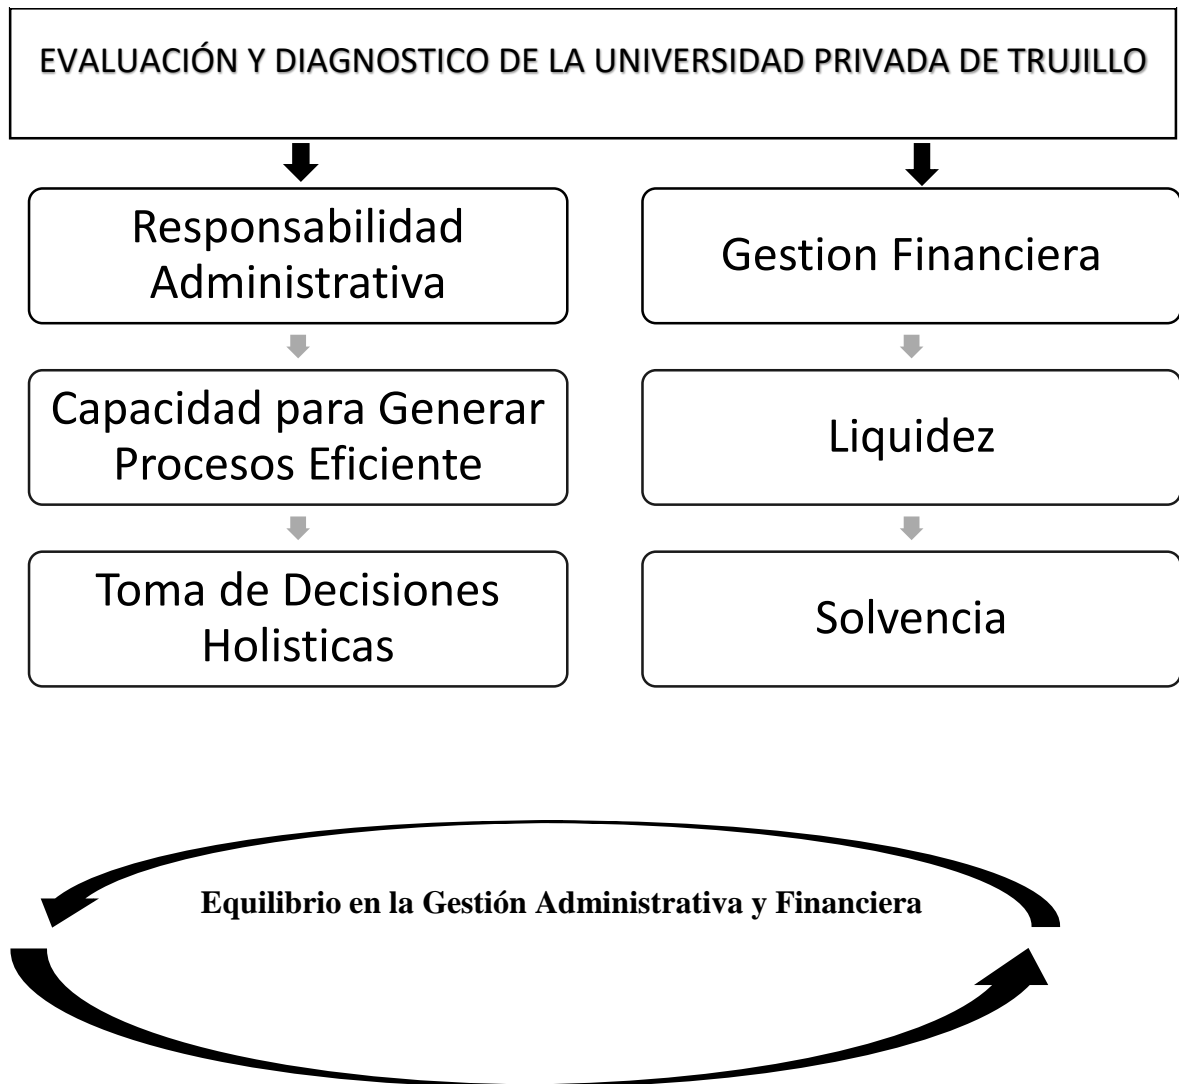 EVALUACIÓN Y DIAGNOSTICO DE LA UNIVERSIDAD PRIVADA DE TRUJILLO
Responsabilidad
Administrativa
Capacidad para Generar
Procesos Eficiente
Toma de Decisiones
Holisticas
Gestion Financiera
Liquidez
Solvencia
Equilibrio en la Gestión Administrativa y Financiera